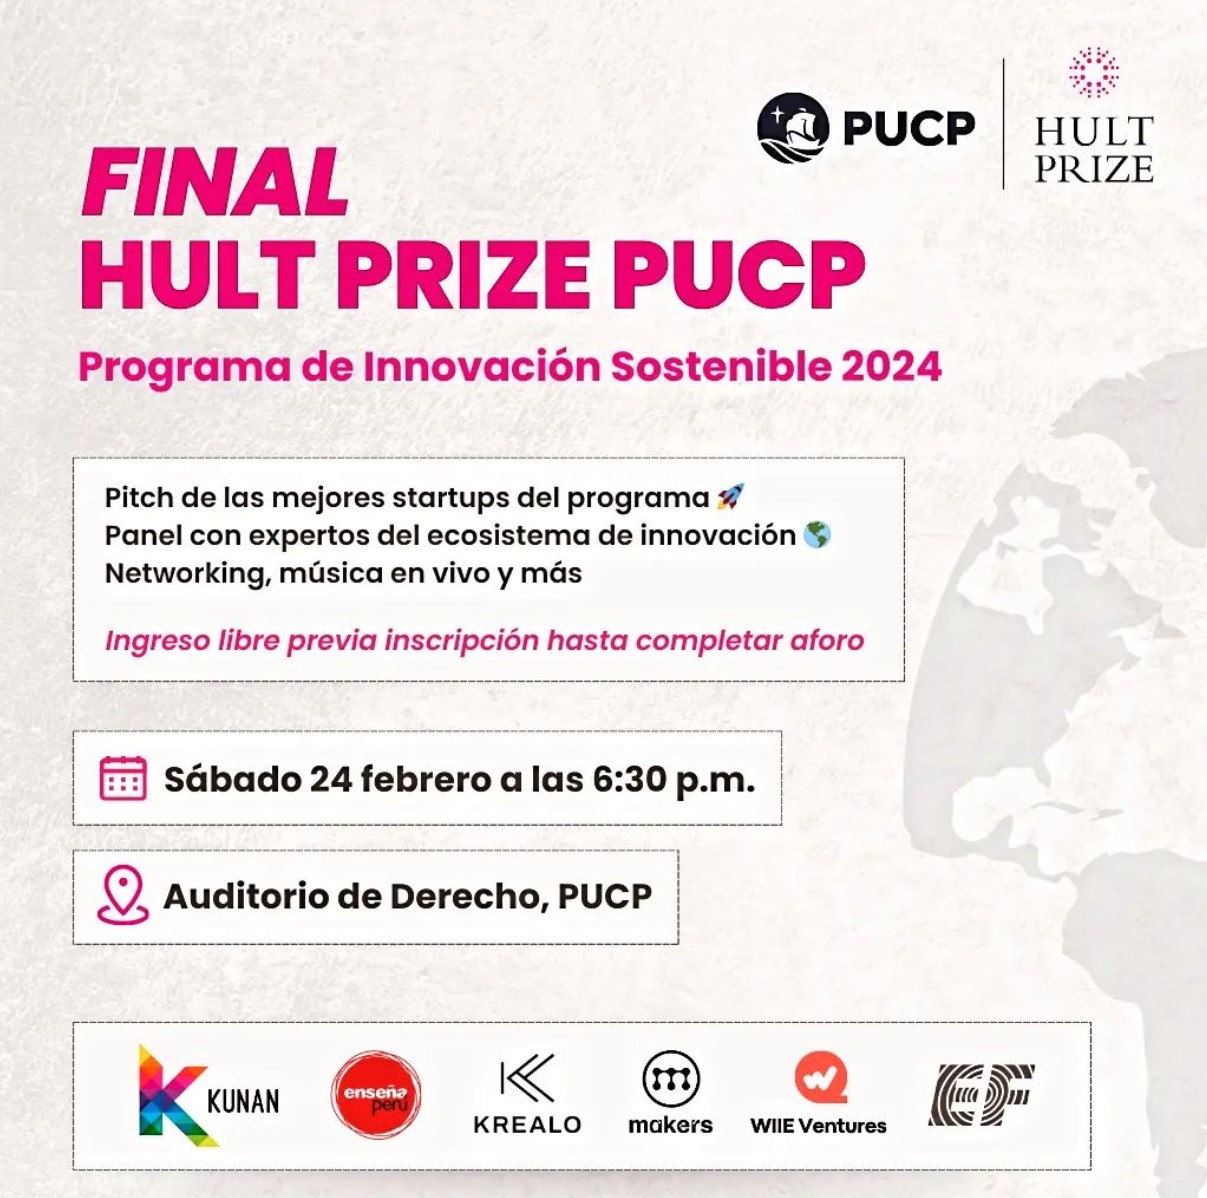 PUCP
HULT
PRIZE
FINAL
HULT PRIZE PUCP
Programa de Innovación Sostenible 2024
Pitch de las mejores startups del programa 🚀
Panel con expertos del ecosistema de innovación 🌎
Networking, música en vivo y más
Ingreso libre previa inscripción hasta completar aforo
Sábado 24 febrero a las 6:30 p.m.
Auditorio de Derecho, PUCP
K KUNAN
enseña
perú
KREALO
makers
WIIE Ventures
EF